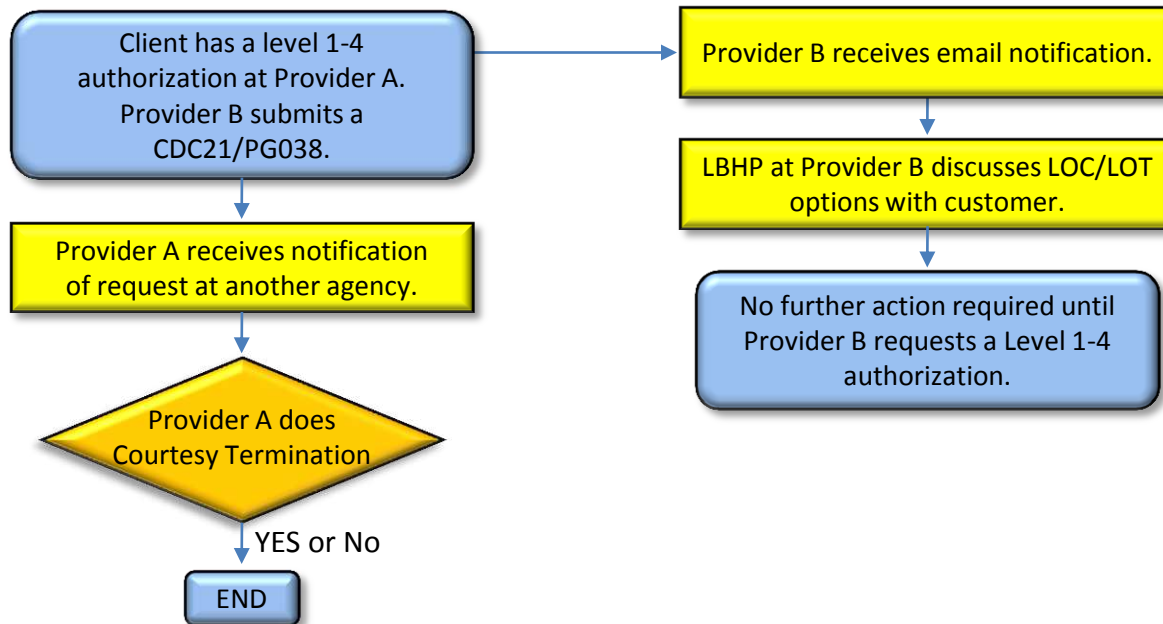 Client has a level 1-4
authorization at Provider A.
Provider B submits a
CDC21/PG038.
Provider A receives notification
of request at another agency.
Provider A does
Courtesy Termination
YES or No
END
Provider B receives email notification.
LBHP at Provider B discusses LOC/LOT
options with customer.
No further action required until
Provider B requests a Level 1-4
authorization.